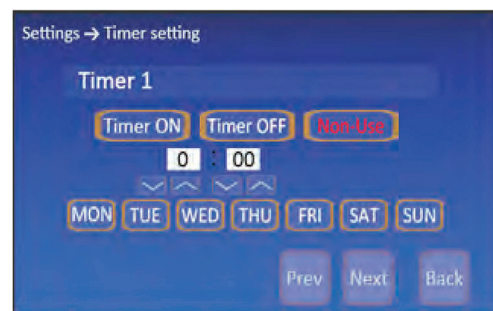 Settings → Timer setting
Timer 1
Timer ON Timer OFF Non-Use
0 : 00
MON TUE WED THU FRI SAT SUN
Prev Next Back